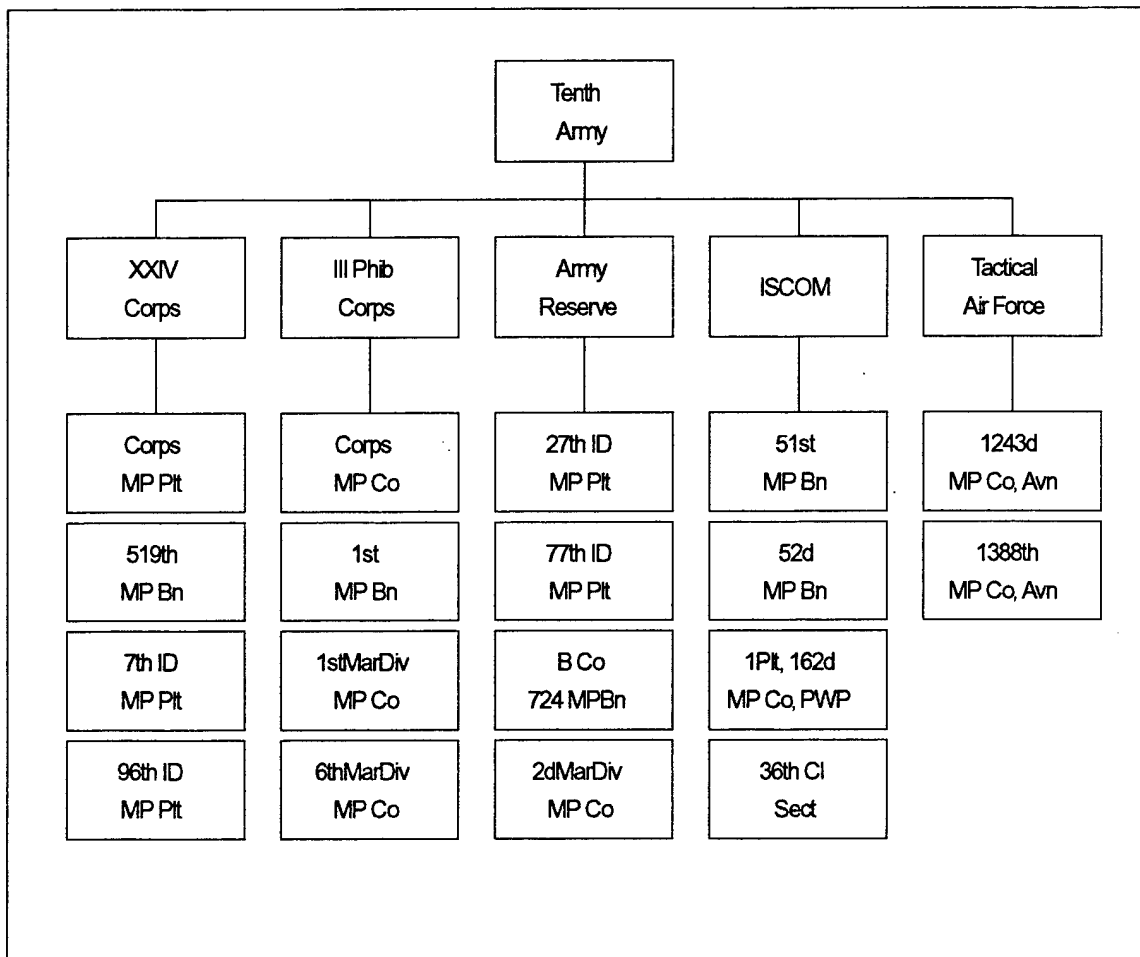 Tenth
Army
XXIV
Corps
III Phib
Corps
Army
Reserve
ISCOM
Tactical
Air Force
Corps
MP Plt
519th
MP Bn
7th ID
MP Plt
96th ID
MP Plt
Corps
MP Co
1st
MP Bn
1stMarDiv
MP Co
6thMarDiv
MP Co
27th ID
MP Plt
77th ID
MP Plt
B Co
724 MPBn
2dMarDiv
MP Co
51st
MP Bn
52d
MP Bn
1Plt, 162d
MP Co, PWP
36th CI
Sect
1243d
MP Co, Avn
1388th
MP Co, Avn